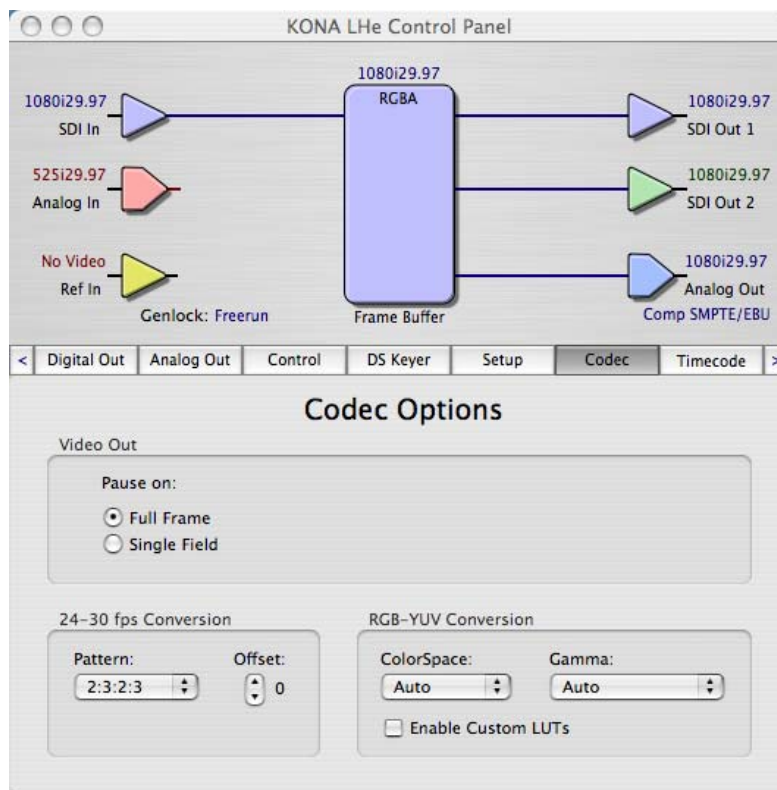 KONA LHe Control Panel
1080i29.97
RGBA
1080i29.97
SDI In
1080i29.97
SDI Out 1
525i29.97
Analog In
1080i29.97
SDI Out 2
No Video
Ref In
1080i29.97
Analog Out
Genlock: Freerun
Frame Buffer
Comp SMPTE/EBU
< Digital Out Analog Out Control DS Keyer Setup Codec Timecode >
Codec Options
Video Out
Pause on:
Full Frame
Single Field
24-30 fps Conversion
RGB-YUV Conversion
Pattern: Offset:
2:3:2:3 0
ColorSpace: Gamma:
Auto Auto
Enable Custom LUTs